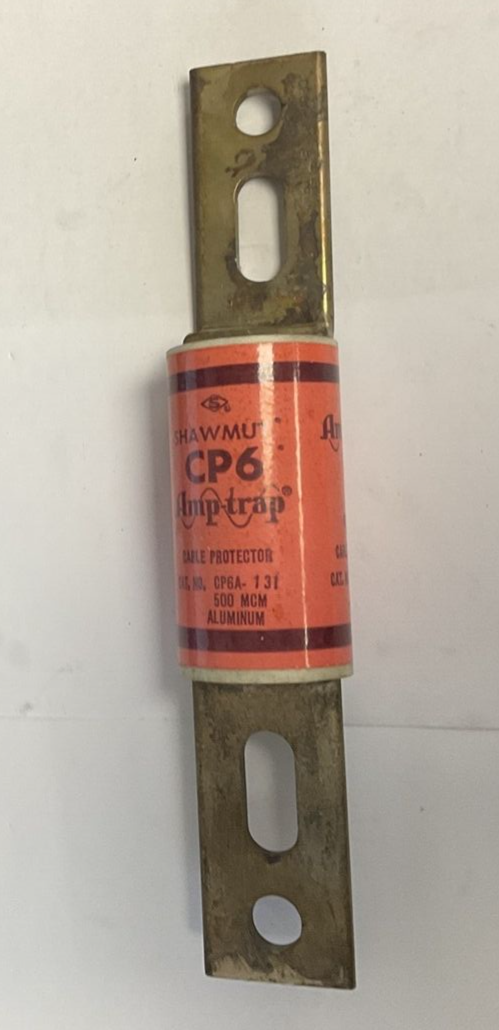 SHAWMUT
CP6
Amp-trap®
CABLE PROTECTOR
CAT. NO. CP6A- 131
500 MCM
ALUMINUM